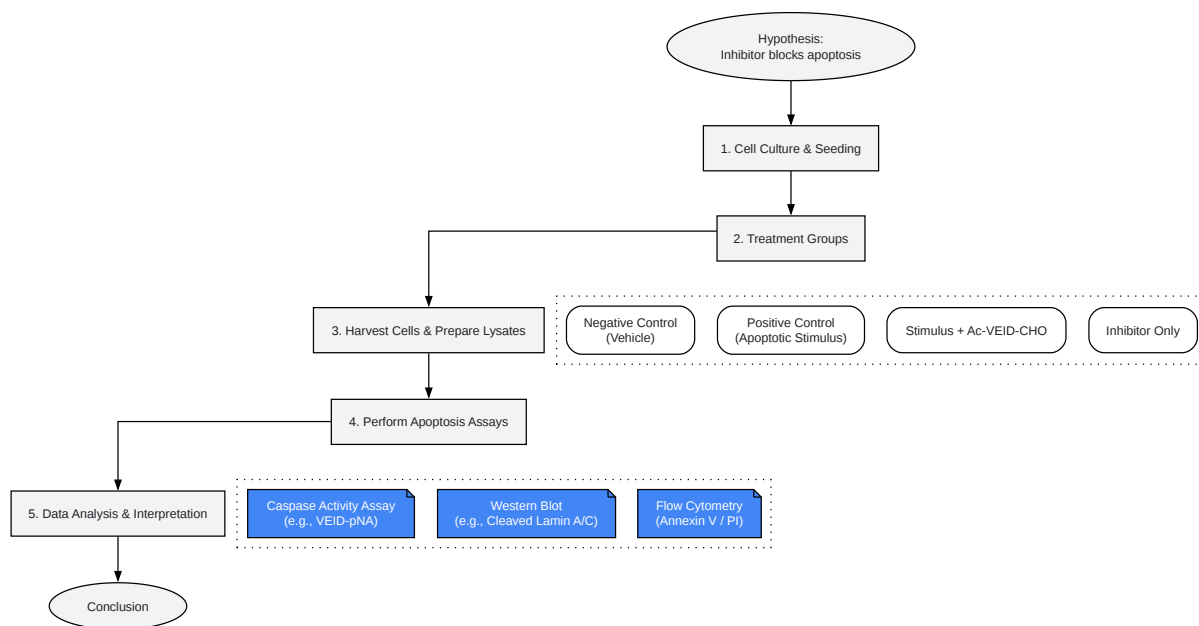 Hypothesis:
Inhibitor blocks apoptosis
1. Cell Culture & Seeding
2. Treatment Groups
3. Harvest Cells & Prepare Lysates
Negative Control
(Vehicle)
Positive Control
(Apoptotic Stimulus)
Stimulus + Ac-VEID-CHO
Inhibitor Only
4. Perform Apoptosis Assays
5. Data Analysis & Interpretation
Caspase Activity Assay
(e.g., VEID-pNA)
Western Blot
(e.g., Cleaved Lamin A/C)
Flow Cytometry
(Annexin V / PI)
Conclusion